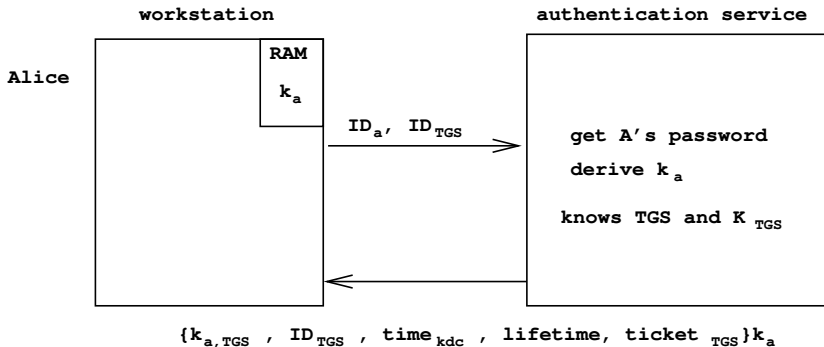 workstation
authentication service
Alice
RAM
k_a
ID_a, ID_TGS
get A's password
derive k_a
knows TGS and K_TGS
{k_a,TGS , ID_TGS , time_kdc , lifetime, ticket_TGS}k_a